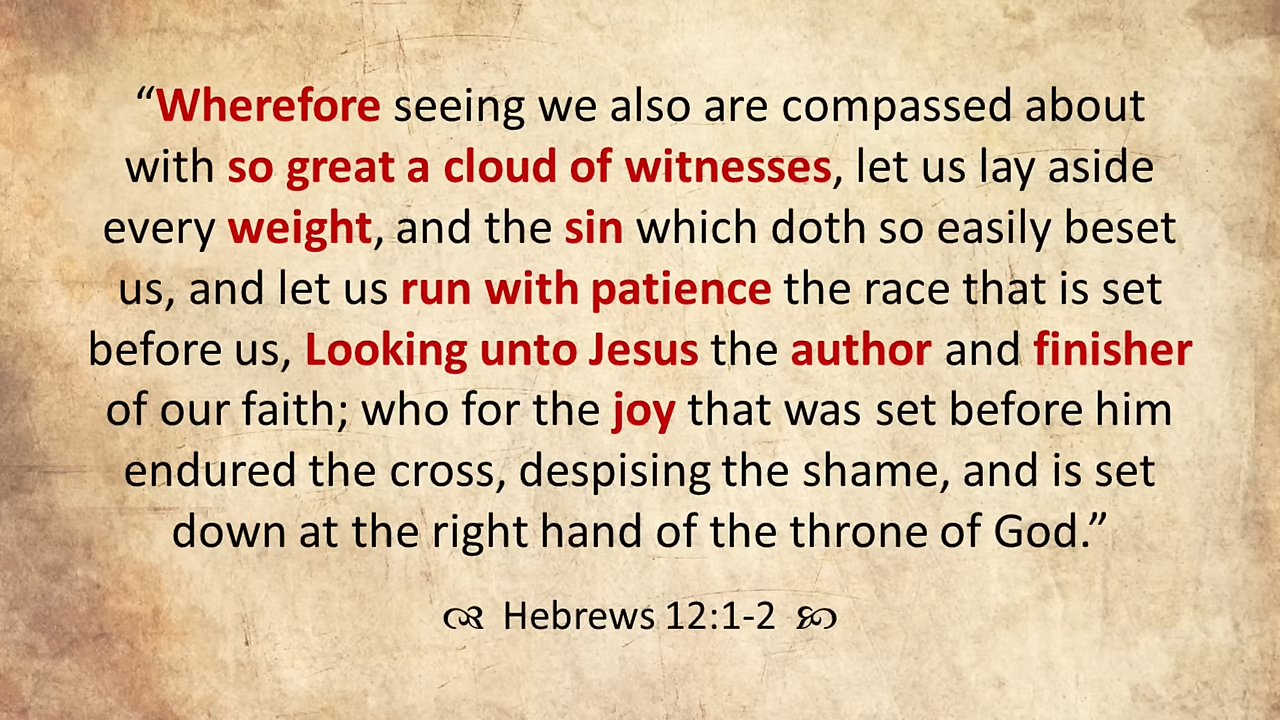 “Wherefore seeing we also are compassed about
with so great a cloud of witnesses, let us lay aside
every weight, and the sin which doth so easily beset
us, and let us run with patience the race that is set
before us, Looking unto Jesus the author and finisher
of our faith; who for the joy that was set before him
endured the cross, despising the shame, and is set
down at the right hand of the throne of God.”
Hebrews 12:1-2